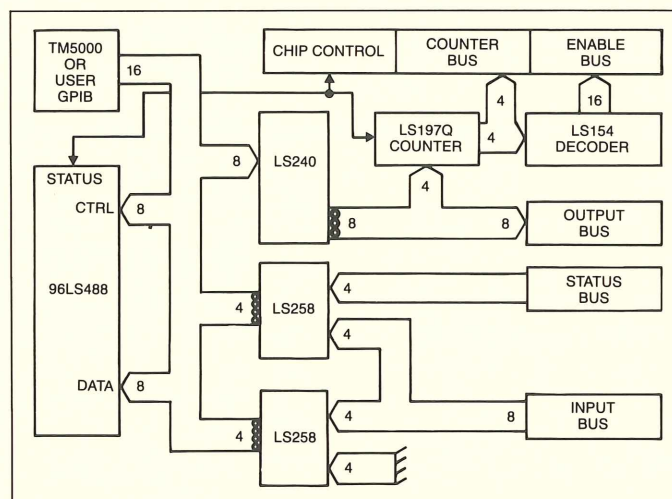 TM5000
OR
USER
GPIB
16
CHIP CONTROL
COUNTER
BUS
ENABLE
BUS
4
16
LS197Q
COUNTER
4
LS154
DECODER
8
LS240
STATUS
CTRL
8
4
8
8
OUTPUT
BUS
96LS488
4
LS258
4
STATUS
BUS
4
DATA
8
4
LS258
4
8
INPUT
BUS
4